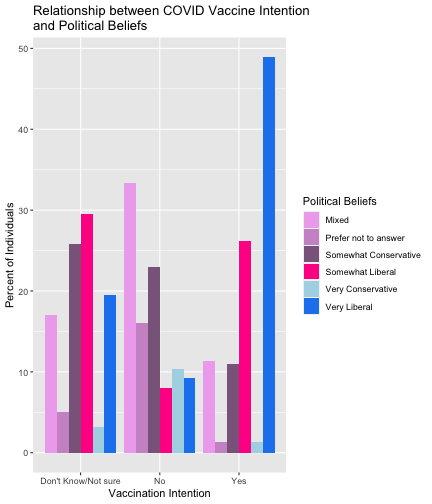 Relationship between COVID Vaccine Intention
and Political Beliefs
50
40
30
20
10
0
Percent of Individuals
Don't Know/Not sure
No
Yes
Vaccination Intention
Political Beliefs
Mixed
Prefer not to answer
Somewhat Conservative
Somewhat Liberal
Very Conservative
Very Liberal